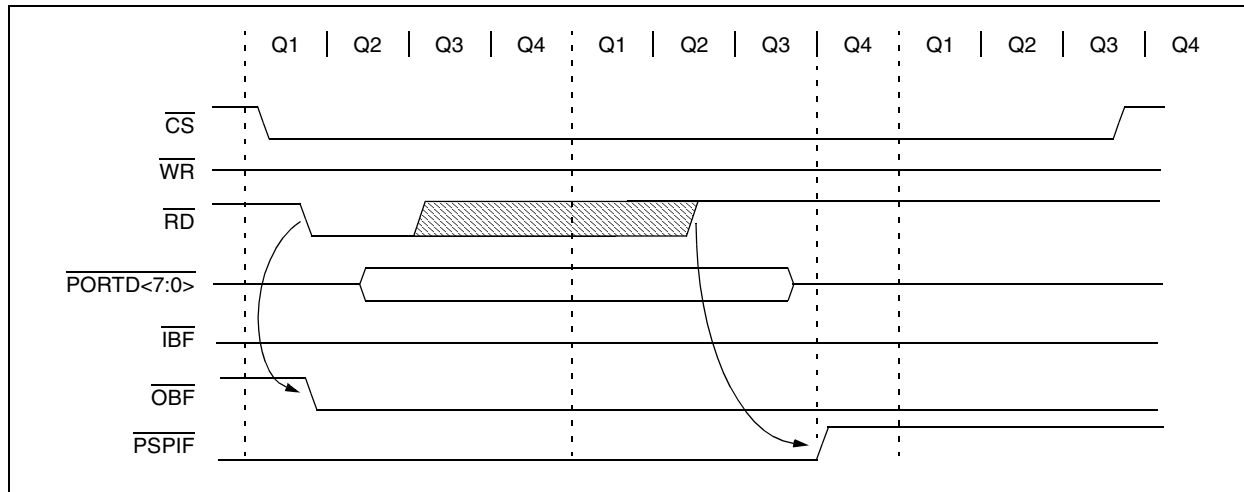 Q1 | Q2 | Q3 | Q4 Q1 | Q2 | Q3 | Q4 Q1 | Q2 | Q3 | Q4
CS
WR
RD
PORTD<7:0>
IBF
OBF
PSPIF